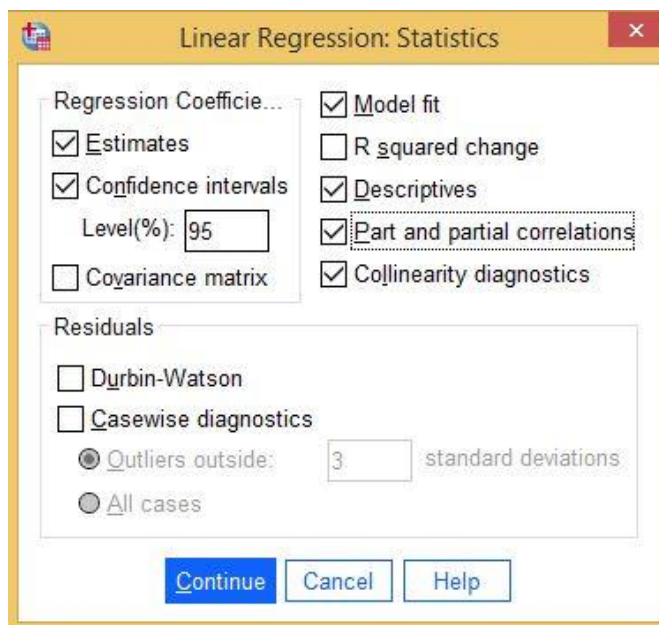 Linear Regression: Statistics
Regression Coefficie...
Estimates
Confidence intervals
Level(%): 95
Covariance matrix
Model fit
R squared change
Descriptives
Part and partial correlations
Collinearity diagnostics
Residuals
Durbin-Watson
Casewise diagnostics
Outliers outside: 3 standard deviations
All cases
Continue Cancel Help